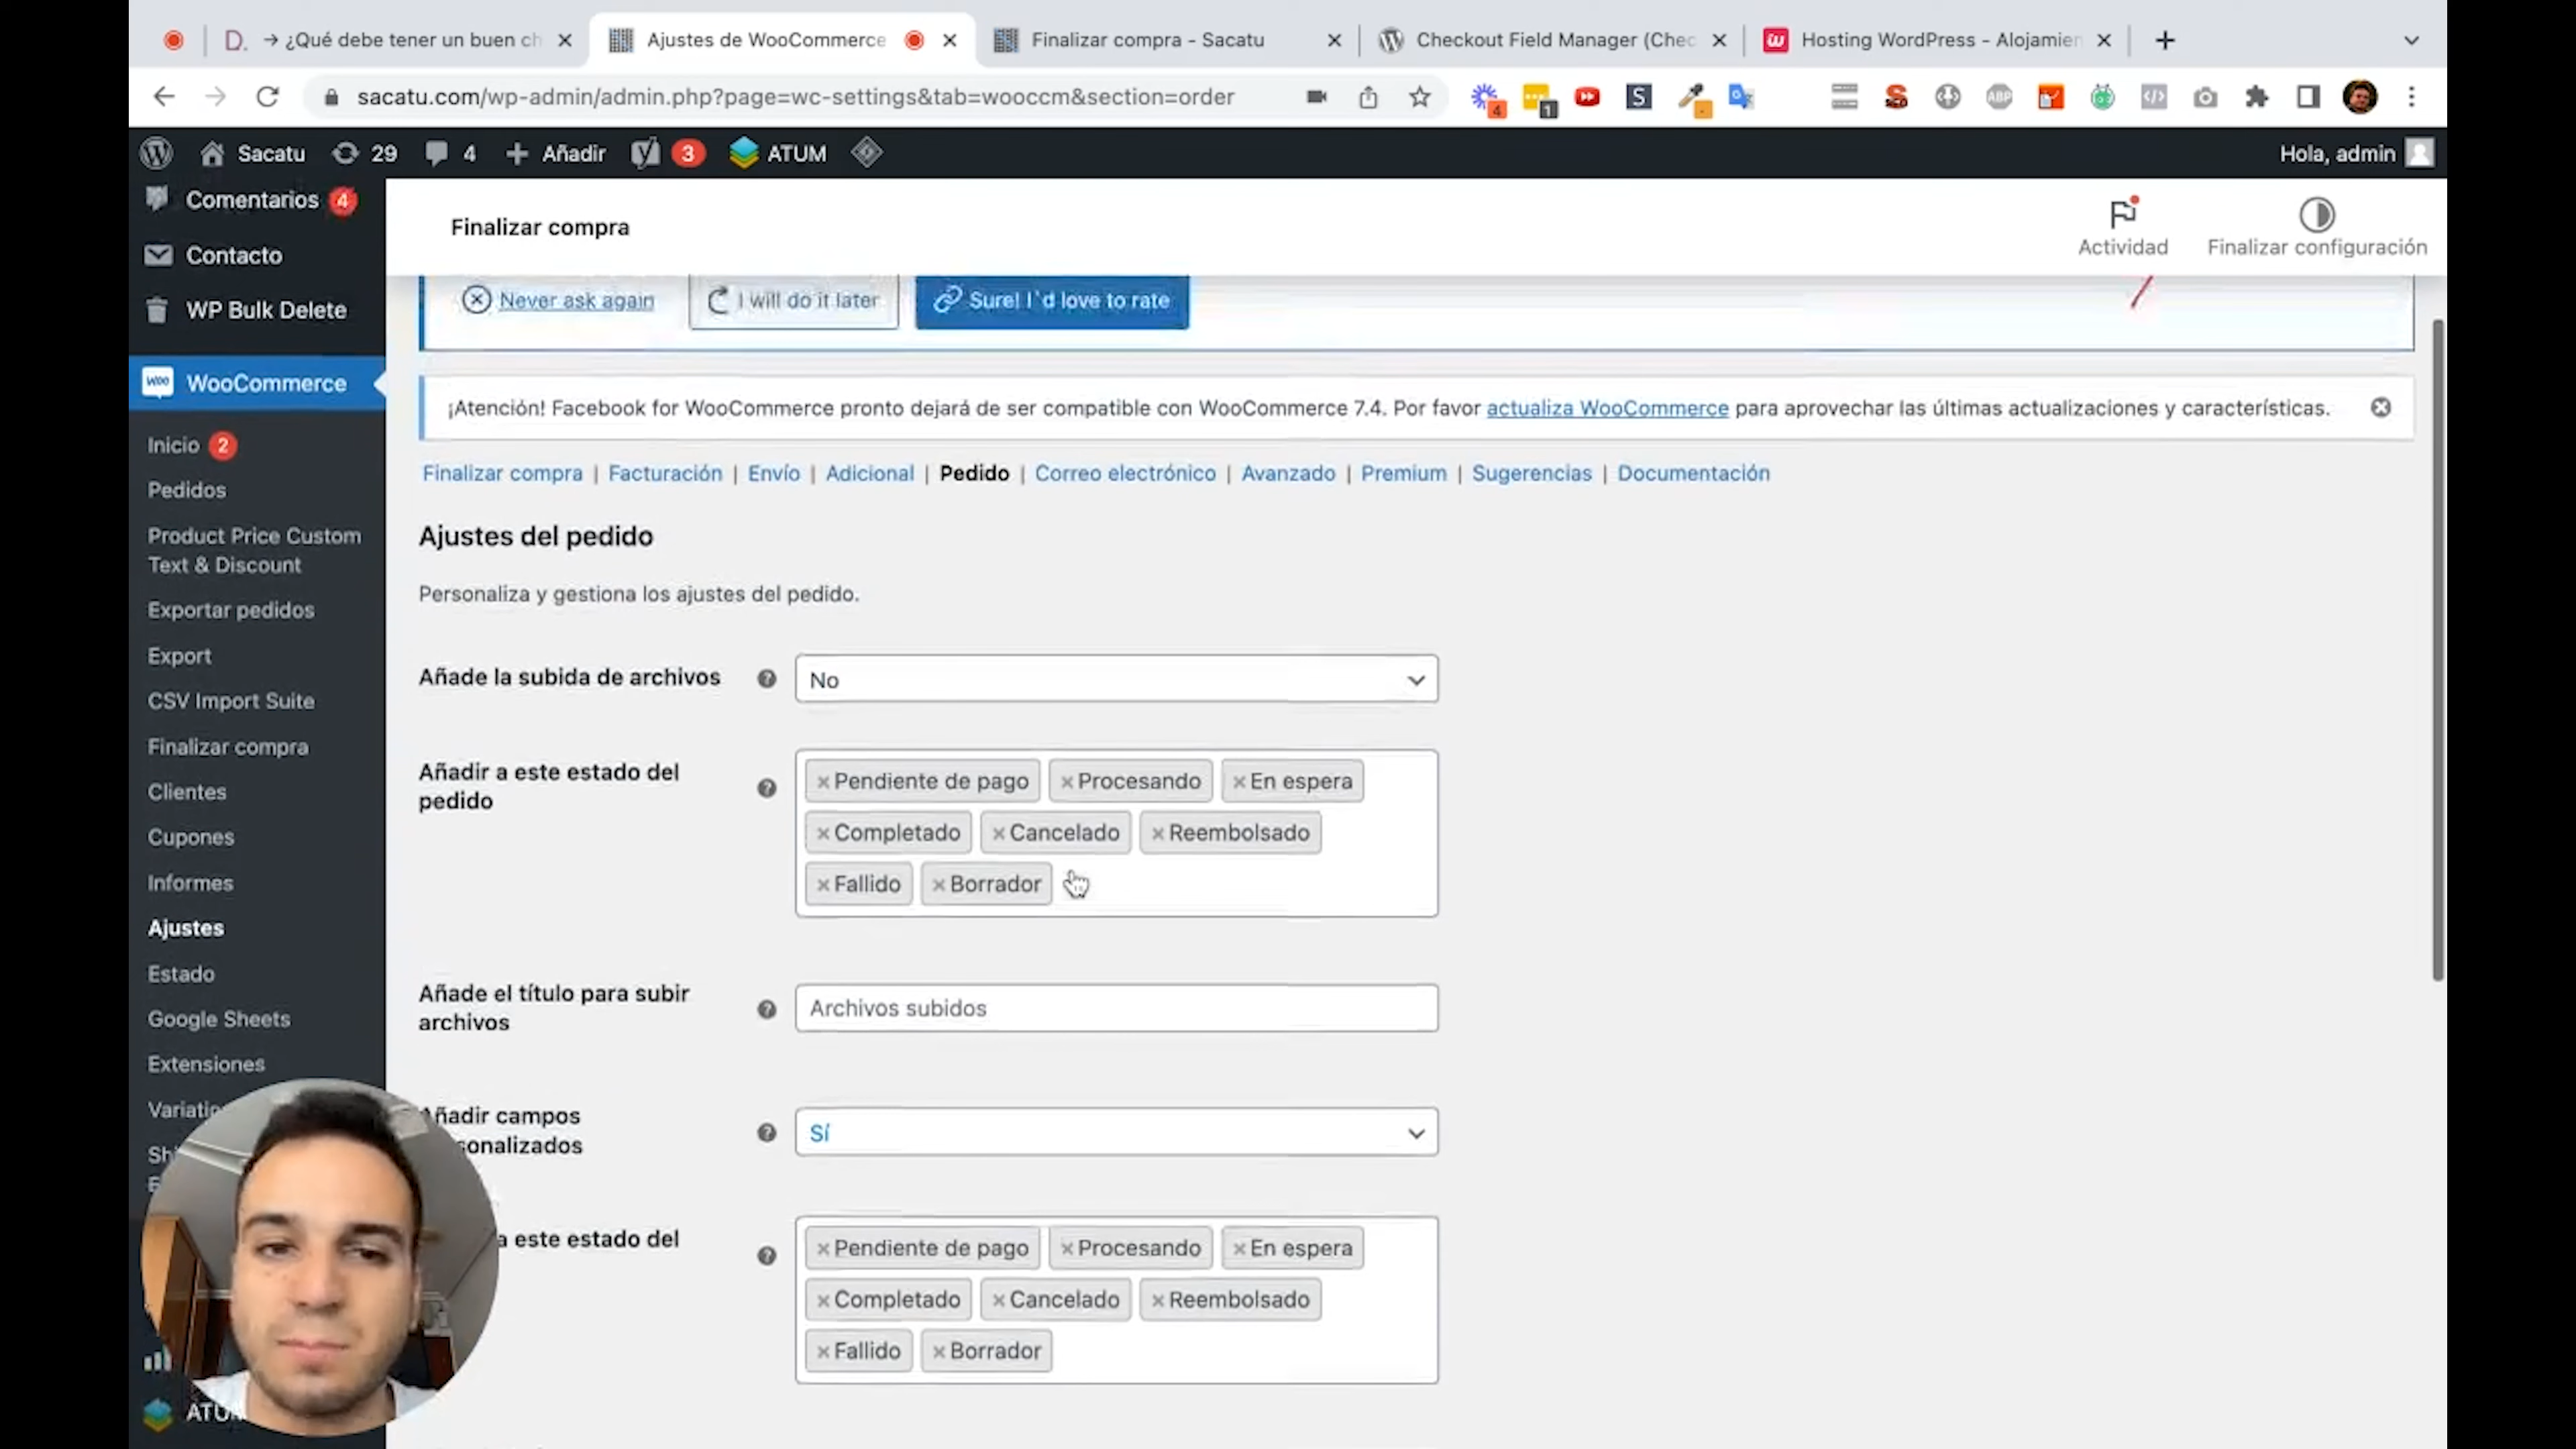 D. → ¿Qué debe tener un buen ch
Ajustes de WooCommerce
Finalizar compra - Sacatu
Checkout Field Manager (Chec
Hosting WordPress - Alojamien
sacatu.com/wp-admin/admin.php?page=wc-settings&tab=wooccm&section=order
4
1
S
ABP
Sacatu
29
4
Añadir
3
ATUM
Hola, admin
Comentarios 4
Contacto
WP Bulk Delete
WooCommerce
Inicio 2
Pedidos
Product Price Custom
Text & Discount
Exportar pedidos
Export
CSV Import Suite
Finalizar compra
Clientes
Cupones
Informes
Ajustes
Estado
Google Sheets
Extensiones
Variatio
Sh
ATU
Finalizar compra
Actividad
Finalizar configuración
Never ask again
I will do it later
Sure! I`d love to rate
¡Atención! Facebook for WooCommerce pronto dejará de ser compatible con WooCommerce 7.4. Por favor actualiza WooCommerce para aprovechar las últimas actualizaciones y características.
Finalizar compra | Facturación | Envío | Adicional | Pedido | Correo electrónico | Avanzado | Premium | Sugerencias | Documentación
Ajustes del pedido
Personaliza y gestiona los ajustes del pedido.
Añade la subida de archivos
No
Añadir a este estado del
pedido
×Pendiente de pago ×Procesando ×En espera
×Completado ×Cancelado ×Reembolsado
×Fallido ×Borrador
Añade el título para subir
archivos
Archivos subidos
ñadir campos
sonalizados
Sí
a este estado del
×Pendiente de pago ×Procesando ×En espera
×Completado ×Cancelado ×Reembolsado
×Fallido ×Borrador